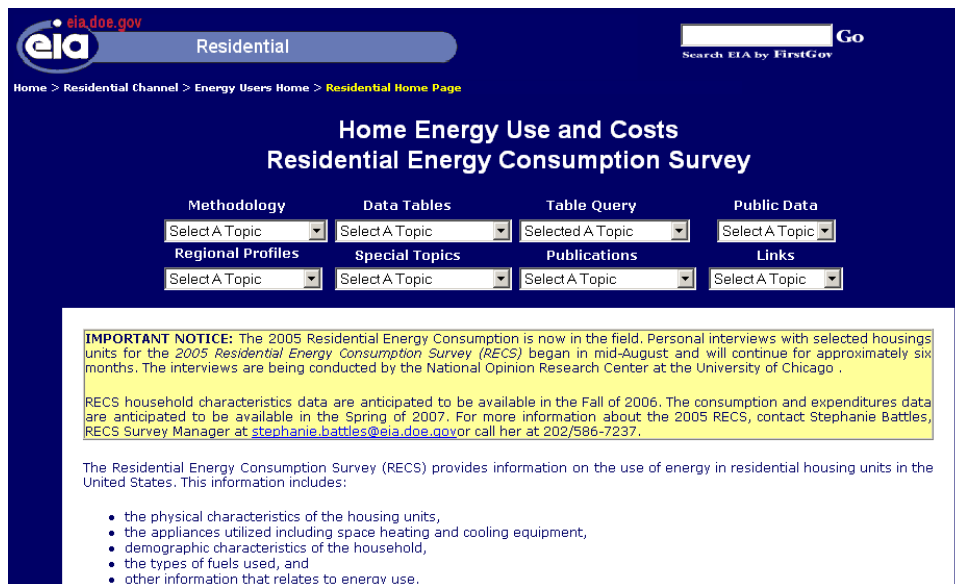 eia.doe.gov
eia
Residential
Go
Search EIA by FirstGov
Home > Residential Channel > Energy Users Home > Residential Home Page
Home Energy Use and Costs
Residential Energy Consumption Survey
Methodology Data Tables Table Query Public Data
Select A Topic Select A Topic Selected A Topic Select A Topic
Regional Profiles Special Topics Publications Links
Select A Topic Select A Topic Select A Topic Select A Topic
IMPORTANT NOTICE: The 2005 Residential Energy Consumption is now in the field. Personal interviews with selected housings
units for the 2005 Residential Energy Consumption Survey (RECS) began in mid-August and will continue for approximately six
months. The interviews are being conducted by the National Opinion Research Center at the University of Chicago .
RECS household characteristics data are anticipated to be available in the Fall of 2006. The consumption and expenditures data
are anticipated to be available in the Spring of 2007. For more information about the 2005 RECS, contact Stephanie Battles,
RECS Survey Manager at stephanie.battles@eia.doe.govor call her at 202/586-7237.
The Residential Energy Consumption Survey (RECS) provides information on the use of energy in residential housing units in the
United States. This information includes:
• the physical characteristics of the housing units,
• the appliances utilized including space heating and cooling equipment,
• demographic characteristics of the household,
• the types of fuels used, and
• other information that relates to energy use.